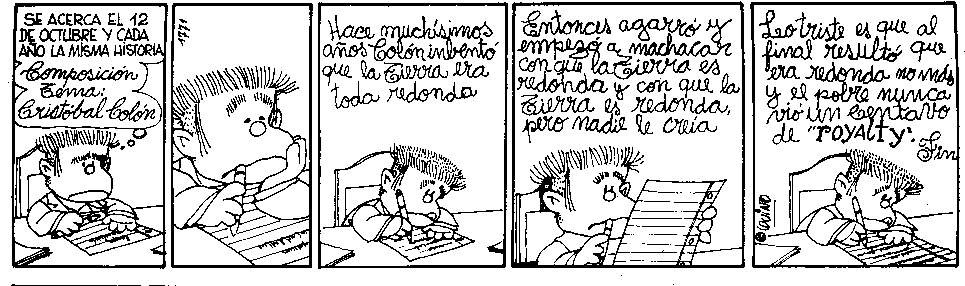 SE ACERCA EL 12
DE OCTUBRE Y CADA
AÑO LA MISMA HISTORIA
Composición
Tema:
Cristóbal Colón
Hace muchísimos
años Colón inventó
que la Tierra era
toda redonda
Entonces agarró y
empezó a machacar
con que la Tierra es
redonda y con que la
Tierra es redonda,
pero nadie le creía
Lo triste es que al
final resultó que
era redonda no más
y el pobre nunca
vió un centavo
de "royalty".
Fin
©QUINO